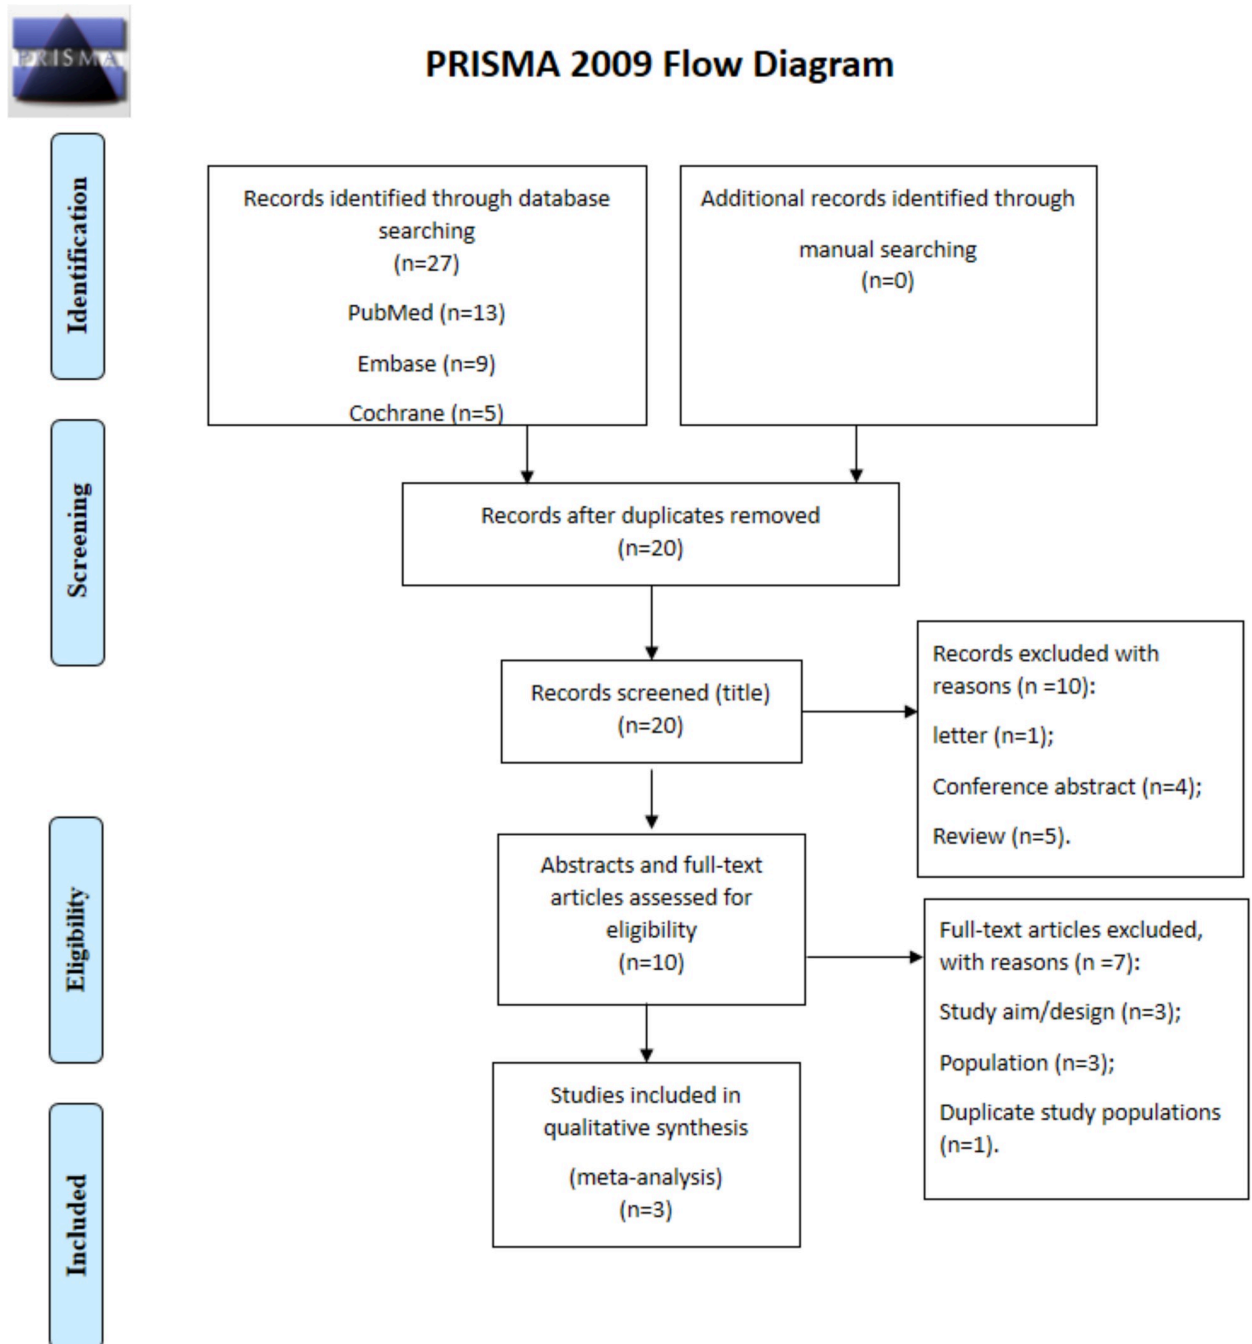 PRISMA
PRISMA 2009 Flow Diagram
Identification
Records identified through database
searching
(n=27)
PubMed (n=13)
Embase (n=9)
Cochrane (n=5)
Additional records identified through
manual searching
(n=0)
Screening
Records after duplicates removed
(n=20)
Records screened (title)
(n=20)
Records excluded with
reasons (n =10):
letter (n=1);
Conference abstract (n=4);
Review (n=5).
Eligibility
Abstracts and full-text
articles assessed for
eligibility
(n=10)
Full-text articles excluded,
with reasons (n =7):
Study aim/design (n=3);
Population (n=3);
Duplicate study populations
(n=1).
Included
Studies included in
qualitative synthesis
(meta-analysis)
(n=3)